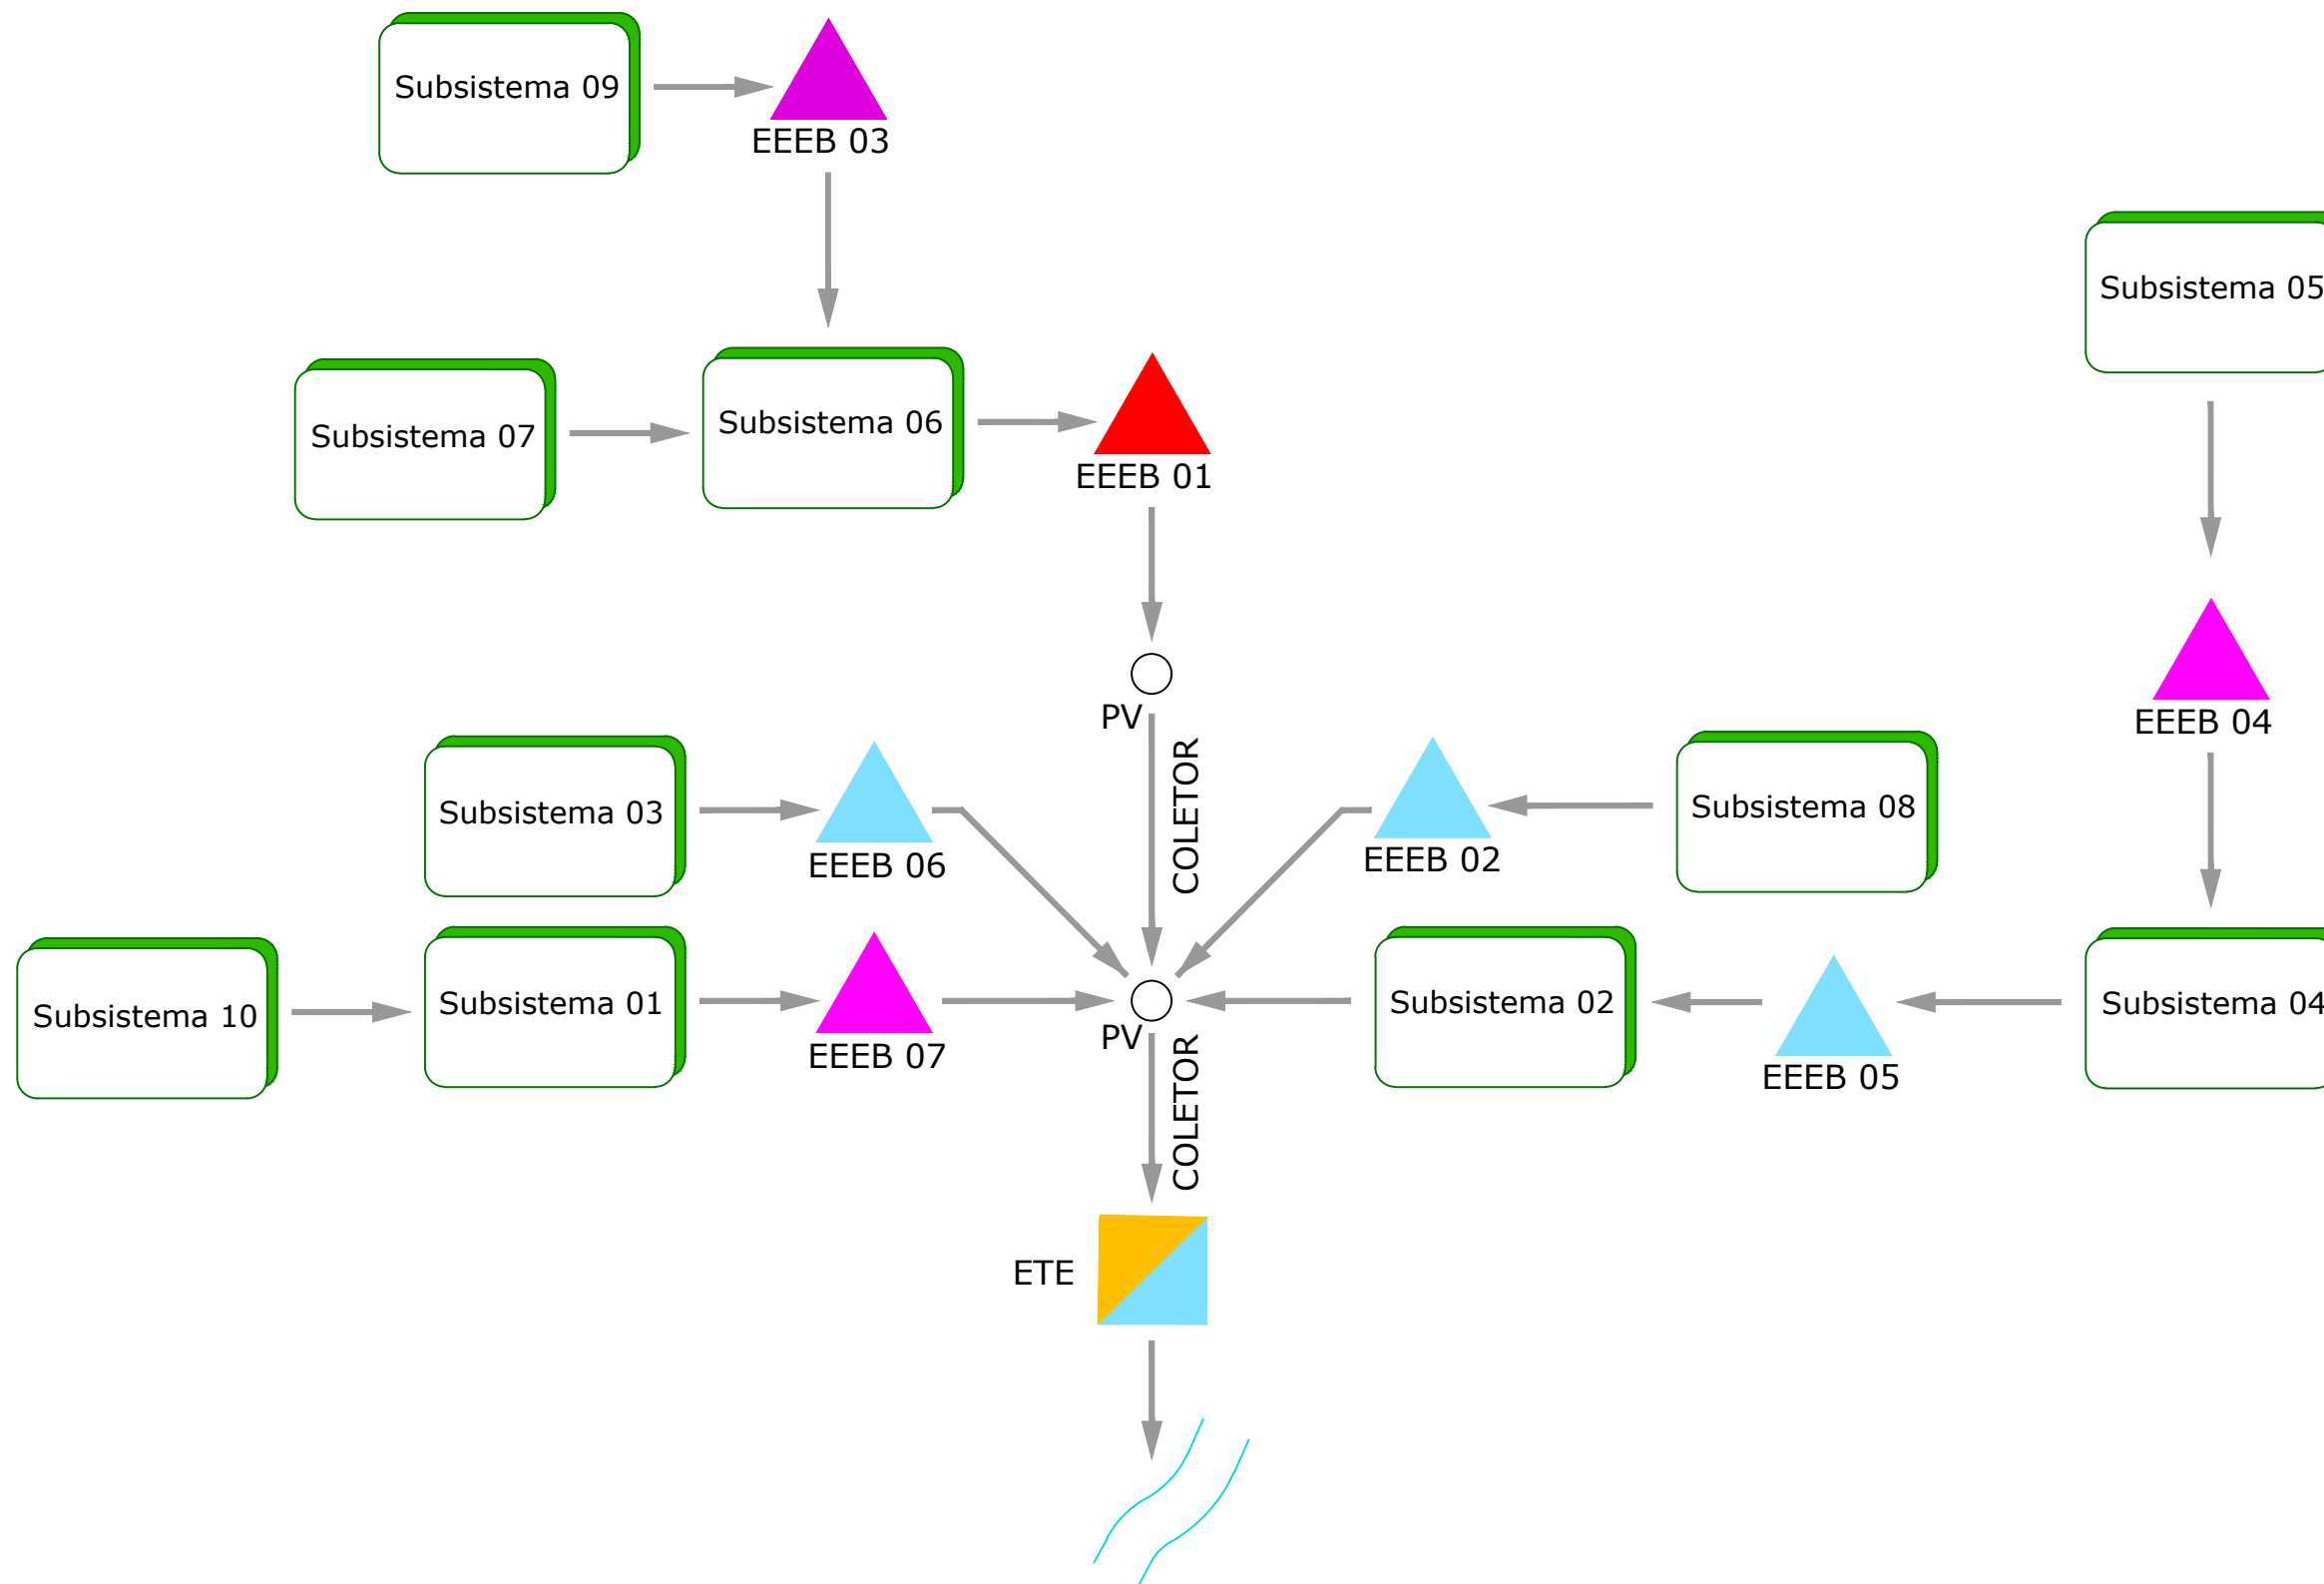 Subsistema 09
EEEB 03
Subsistema 05
Subsistema 07
Subsistema 06
EEEB 01
PV
EEEB 04
COLETOR
Subsistema 03
EEEB 06
EEEB 02
Subsistema 08
Subsistema 10
Subsistema 01
EEEB 07
PV
Subsistema 02
EEEB 05
Subsistema 04
COLETOR
ETE